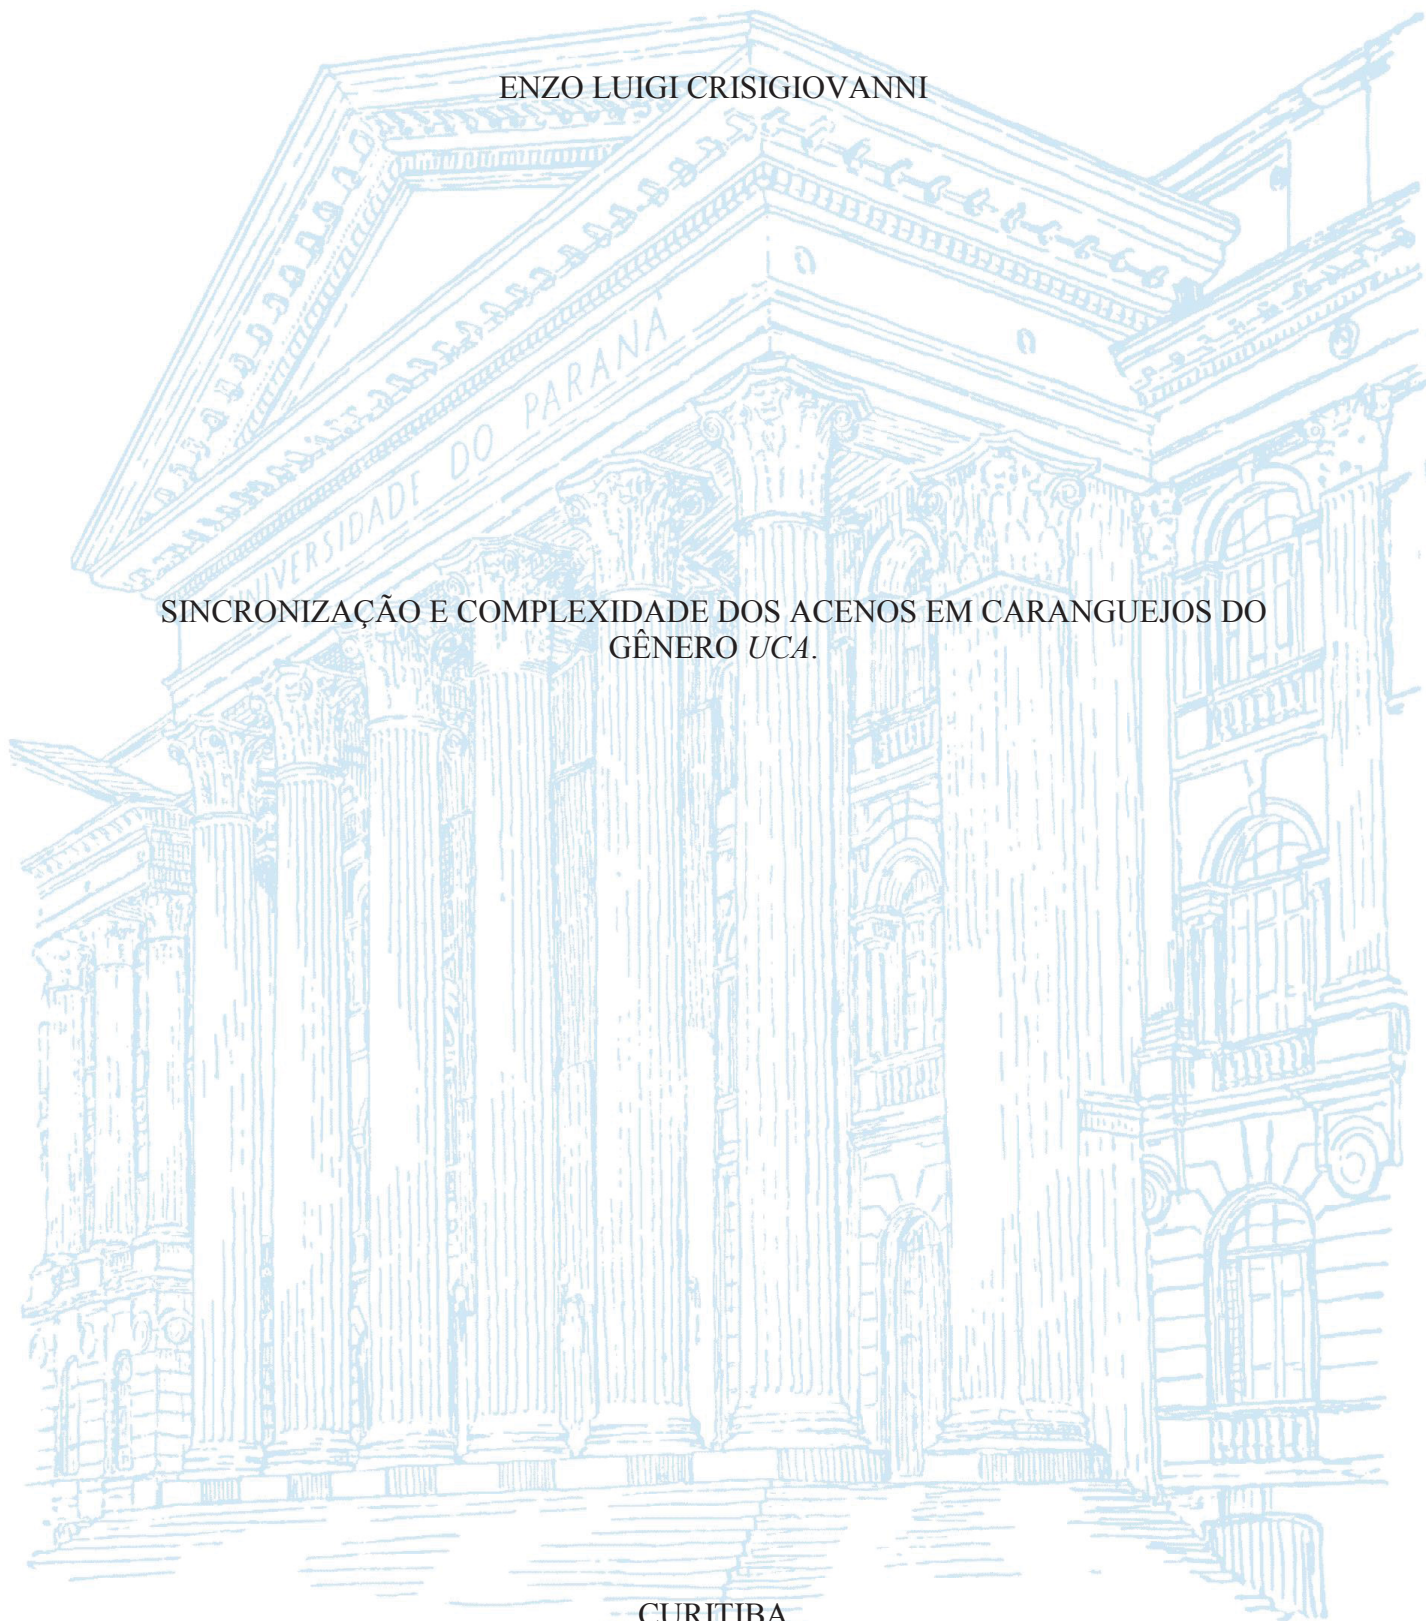 ENZO LUIGI CRISIGIOVANNI
UNIVERSIDADE DO PARANÁ
SINCRONIZAÇÃO E COMPLEXIDADE DOS ACENOS EM CARANGUEJOS DO
GÊNERO UCA.
CURITIBA